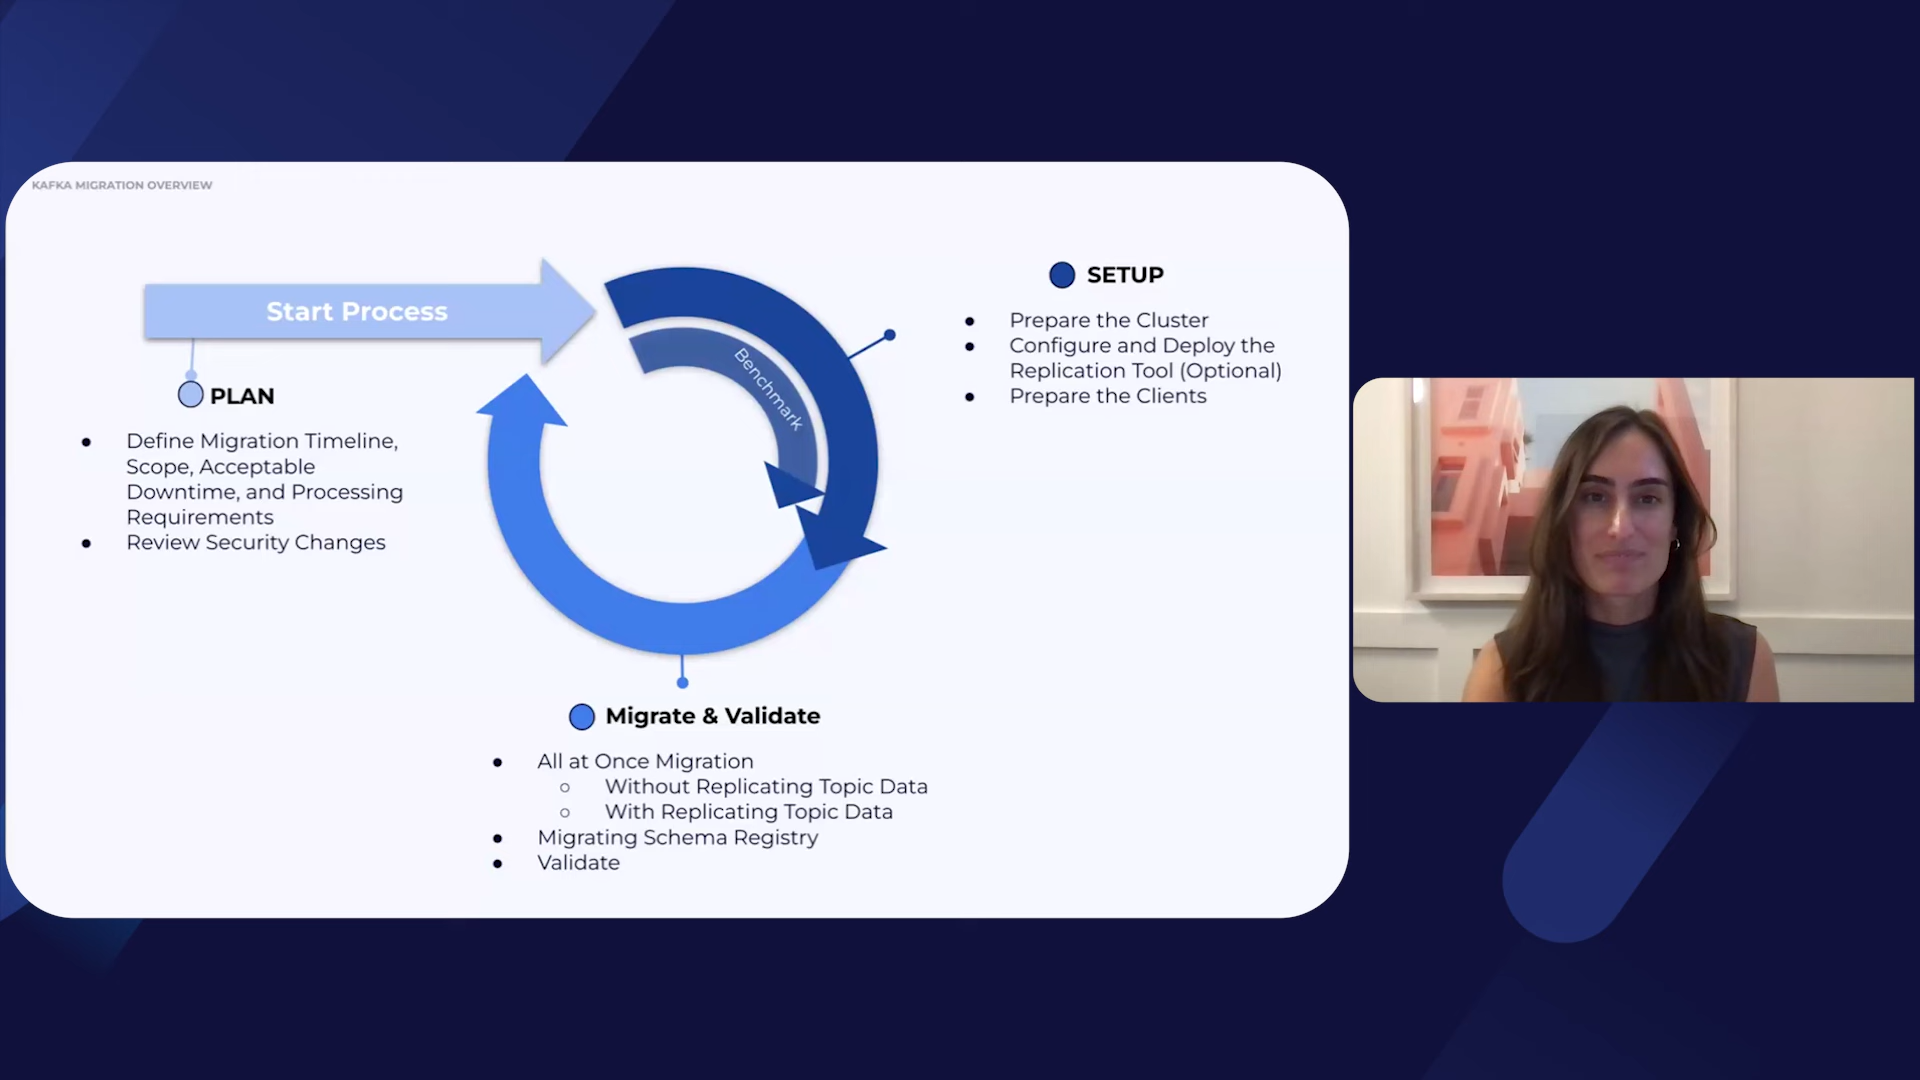 KAFKA MIGRATION OVERVIEW
Start Process
PLAN
● Define Migration Timeline,
Scope, Acceptable
Downtime, and Processing
Requirements
● Review Security Changes
Benchmark
SETUP
● Prepare the Cluster
● Configure and Deploy the
Replication Tool (Optional)
● Prepare the Clients
Migrate & Validate
● All at Once Migration
○ Without Replicating Topic Data
○ With Replicating Topic Data
● Migrating Schema Registry
● Validate